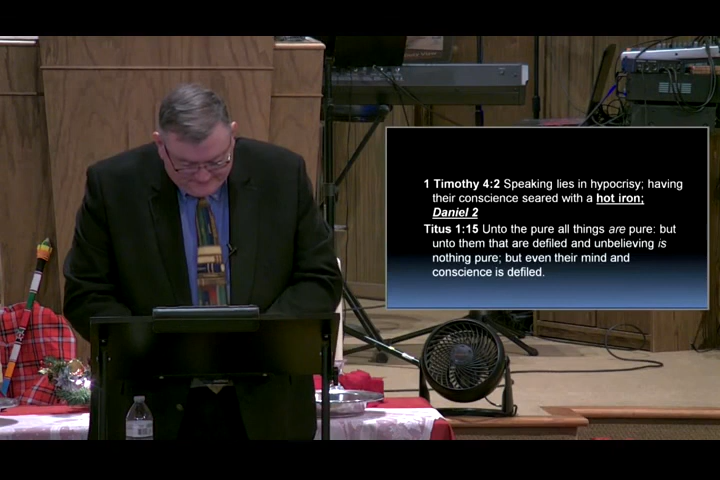 1 Timothy 4:2 Speaking lies in hypocrisy; having
their conscience seared with a hot iron;
Daniel 2
Titus 1:15 Unto the pure all things are pure: but
unto them that are defiled and unbelieving is
nothing pure; but even their mind and
conscience is defiled.